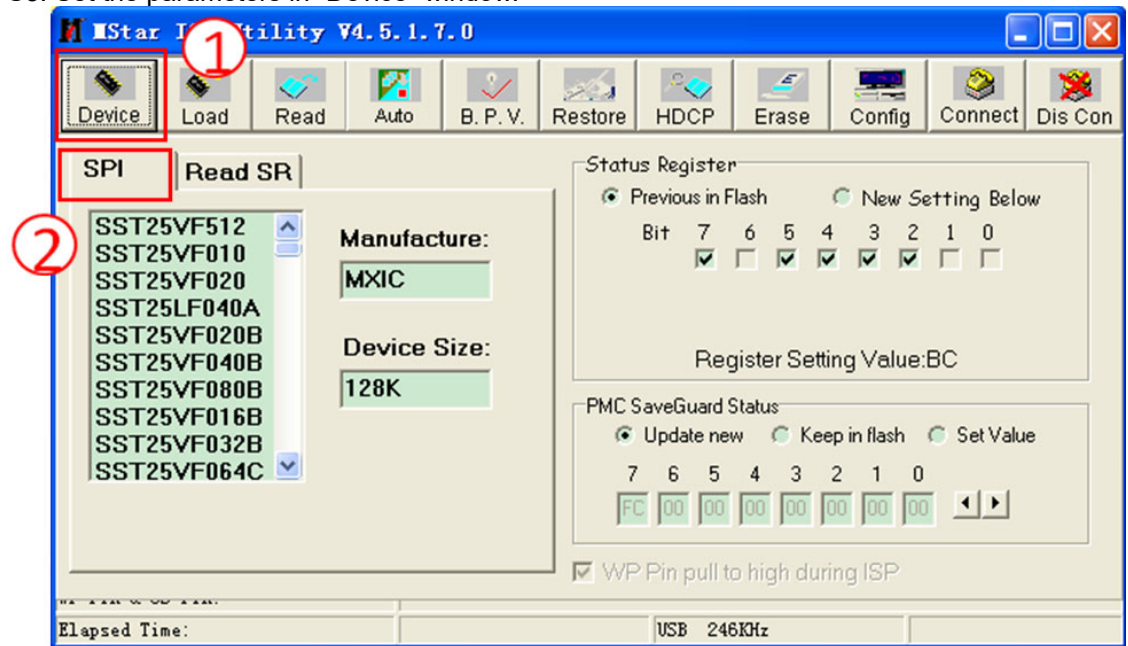 MStar ISP Utility V4.5.1.7.0
1
Device Load Read Auto B. P. V. Restore HDCP Erase Config Connect Dis Con
SPI Read SR
2
SST25VF512
SST25VF010
SST25VF020
SST25LF040A
SST25VF020B
SST25VF040B
SST25VF080B
SST25VF016B
SST25VF032B
SST25VF064C
Manufacture:
MXIC
Device Size:
128K
Status Register
Previous in Flash New Setting Below
Bit 7 6 5 4 3 2 1 0
Register Setting Value:BC
PMC SaveGuard Status
Update new Keep in flash Set Value
7 6 5 4 3 2 1 0
FC 00 00 00 00 00 00 00
WP Pin pull to high during ISP
Elapsed Time: USB 246KHz